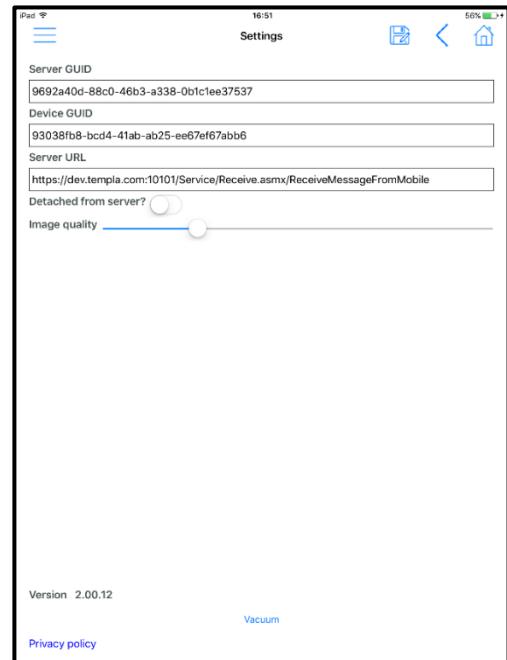 iPad 16:51 56%
Settings
Server GUID
9692a40d-88c0-46b3-a338-0b1c1ee37537
Device GUID
93038fb8-bcd4-41ab-ab25-ee67ef67abb6
Server URL
https://dev.templa.com:10101/Service/Receive.asmx/ReceiveMessageFromMobile
Detached from server?
Image quality
Version 2.00.12
Vacuum
Privacy policy